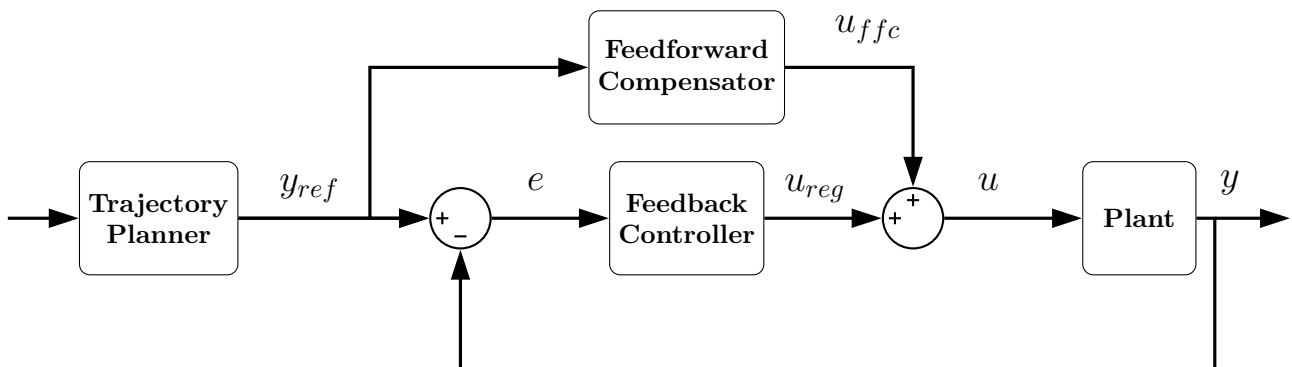 Feedforward
Compensator
u_{ffc}
Trajectory
Planner
y_{ref}
+
−
e
Feedback
Controller
u_{reg}
+
+
u
Plant
y